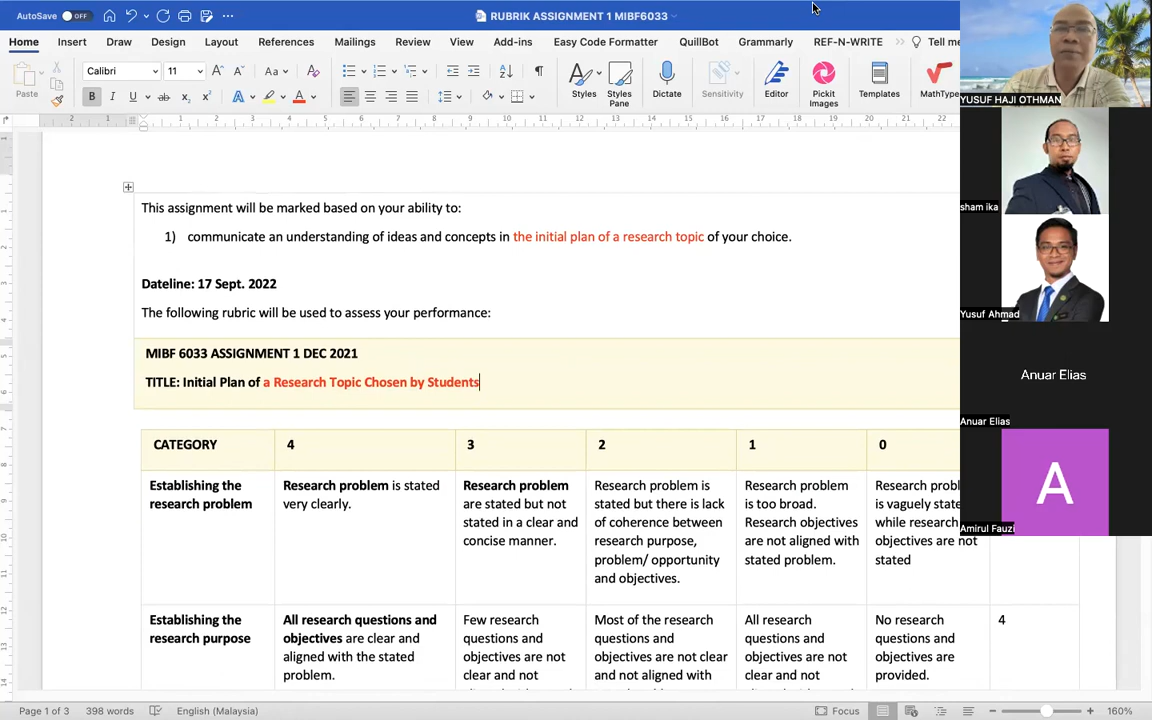 AutoSave OFF
RUBRIK ASSIGNMENT 1 MIBF6033
Home Insert Draw Design Layout References Mailings Review View Add-ins Easy Code Formatter QuillBot Grammarly REF-N-WRITE Tell me
Paste Calibri 11 Styles Styles Pane Dictate Sensitivity Editor Pickit Images Templates MathType
This assignment will be marked based on your ability to:
1) communicate an understanding of ideas and concepts in the initial plan of a research topic of your choice.
Dateline: 17 Sept. 2022
The following rubric will be used to assess your performance:
MIBF 6033 ASSIGNMENT 1 DEC 2021
TITLE: Initial Plan of a Research Topic Chosen by Students
CATEGORY 4 3 2 1 0
Establishing the
research problem
Research problem is stated
very clearly.
Research problem
are stated but not
stated in a clear and
concise manner.
Research problem is
stated but there is lack
of coherence between
research purpose,
problem/ opportunity
and objectives.
Research problem
is too broad.
Research objectives
are not aligned with
stated problem.
Research probl
is vaguely state
while research
objectives are not
stated
Establishing the
research purpose
All research questions and
objectives are clear and
aligned with the stated
problem.
Few research
questions and
objectives are not
clear and not
Most of the research
questions and
objectives are not clear
and not aligned with
All research
questions and
objectives are not
clear and not
No research
questions and
objectives are
provided.
4
Page 1 of 3 398 words English (Malaysia) Focus 160%
YUSUF HAJI OTHMAN
sham ika
Yusuf Ahmad
Anuar Elias
Anuar Elias
A
Amirul Fauzi